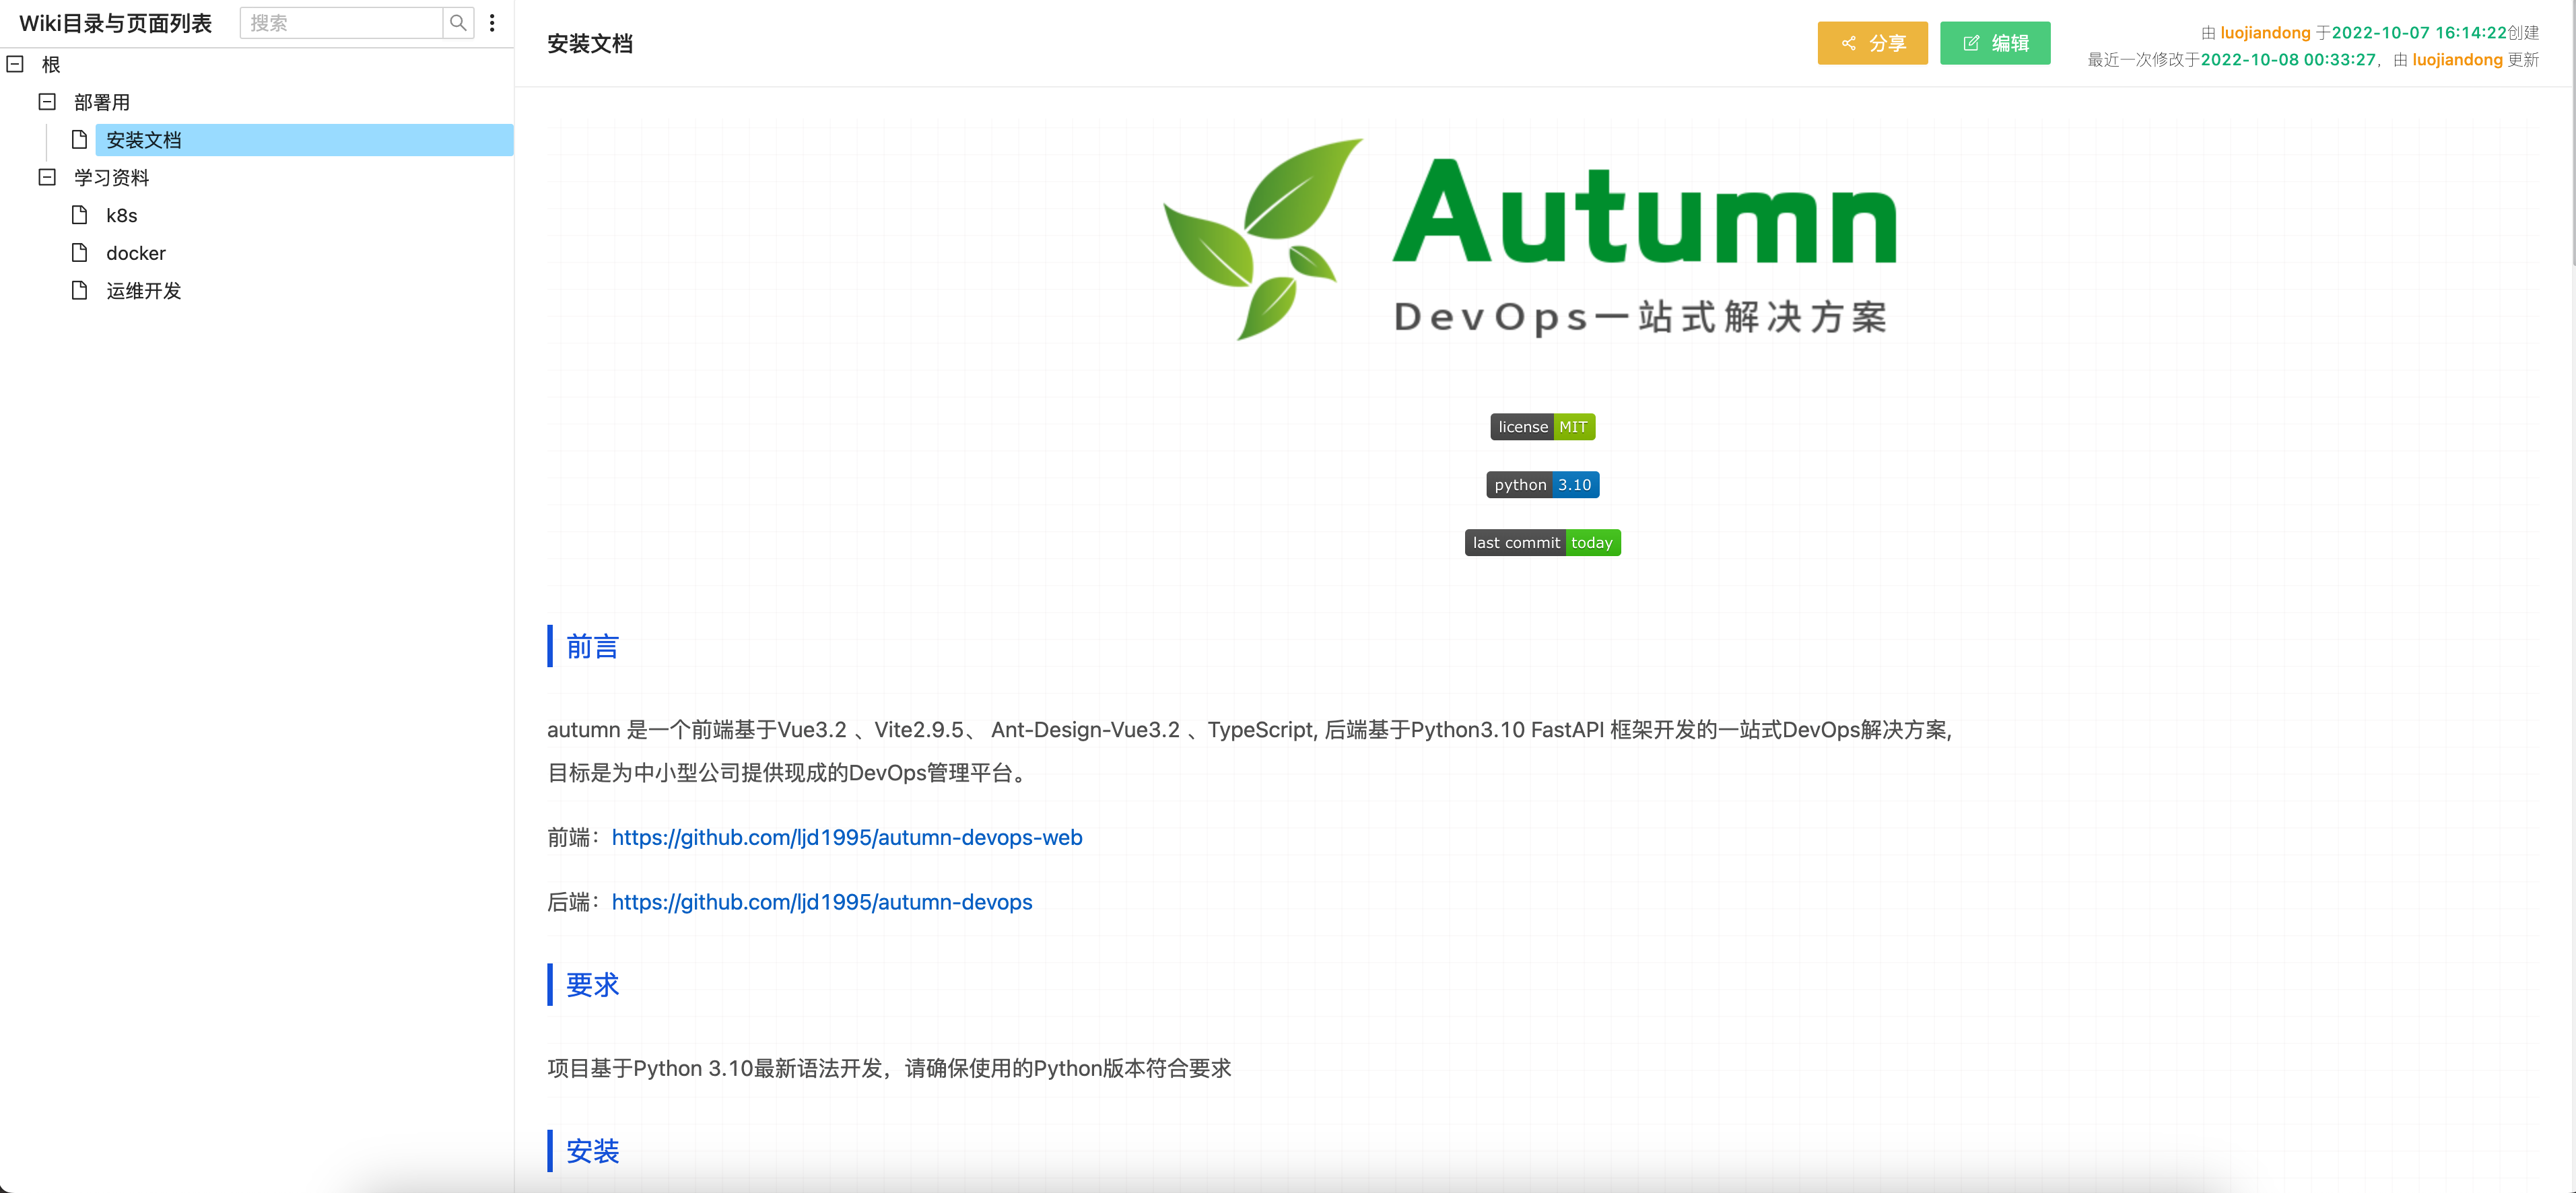 Wiki目录与页面列表
搜索
根
部署用
安装文档
学习资料
k8s
docker
运维开发
安装文档
分享
编辑
由 luojiandong 于2022-10-07 16:14:22创建
最近一次修改于2022-10-08 00:33:27，由 luojiandong 更新
Autumn
DevOps一站式解决方案
license MIT
python 3.10
last commit today
前言
autumn 是一个前端基于Vue3.2 、Vite2.9.5、 Ant-Design-Vue3.2 、TypeScript, 后端基于Python3.10 FastAPI 框架开发的一站式DevOps解决方案,
目标是为中小型公司提供现成的DevOps管理平台。
前端：https://github.com/ljd1995/autumn-devops-web
后端：https://github.com/ljd1995/autumn-devops
要求
项目基于Python 3.10最新语法开发，请确保使用的Python版本符合要求
安装